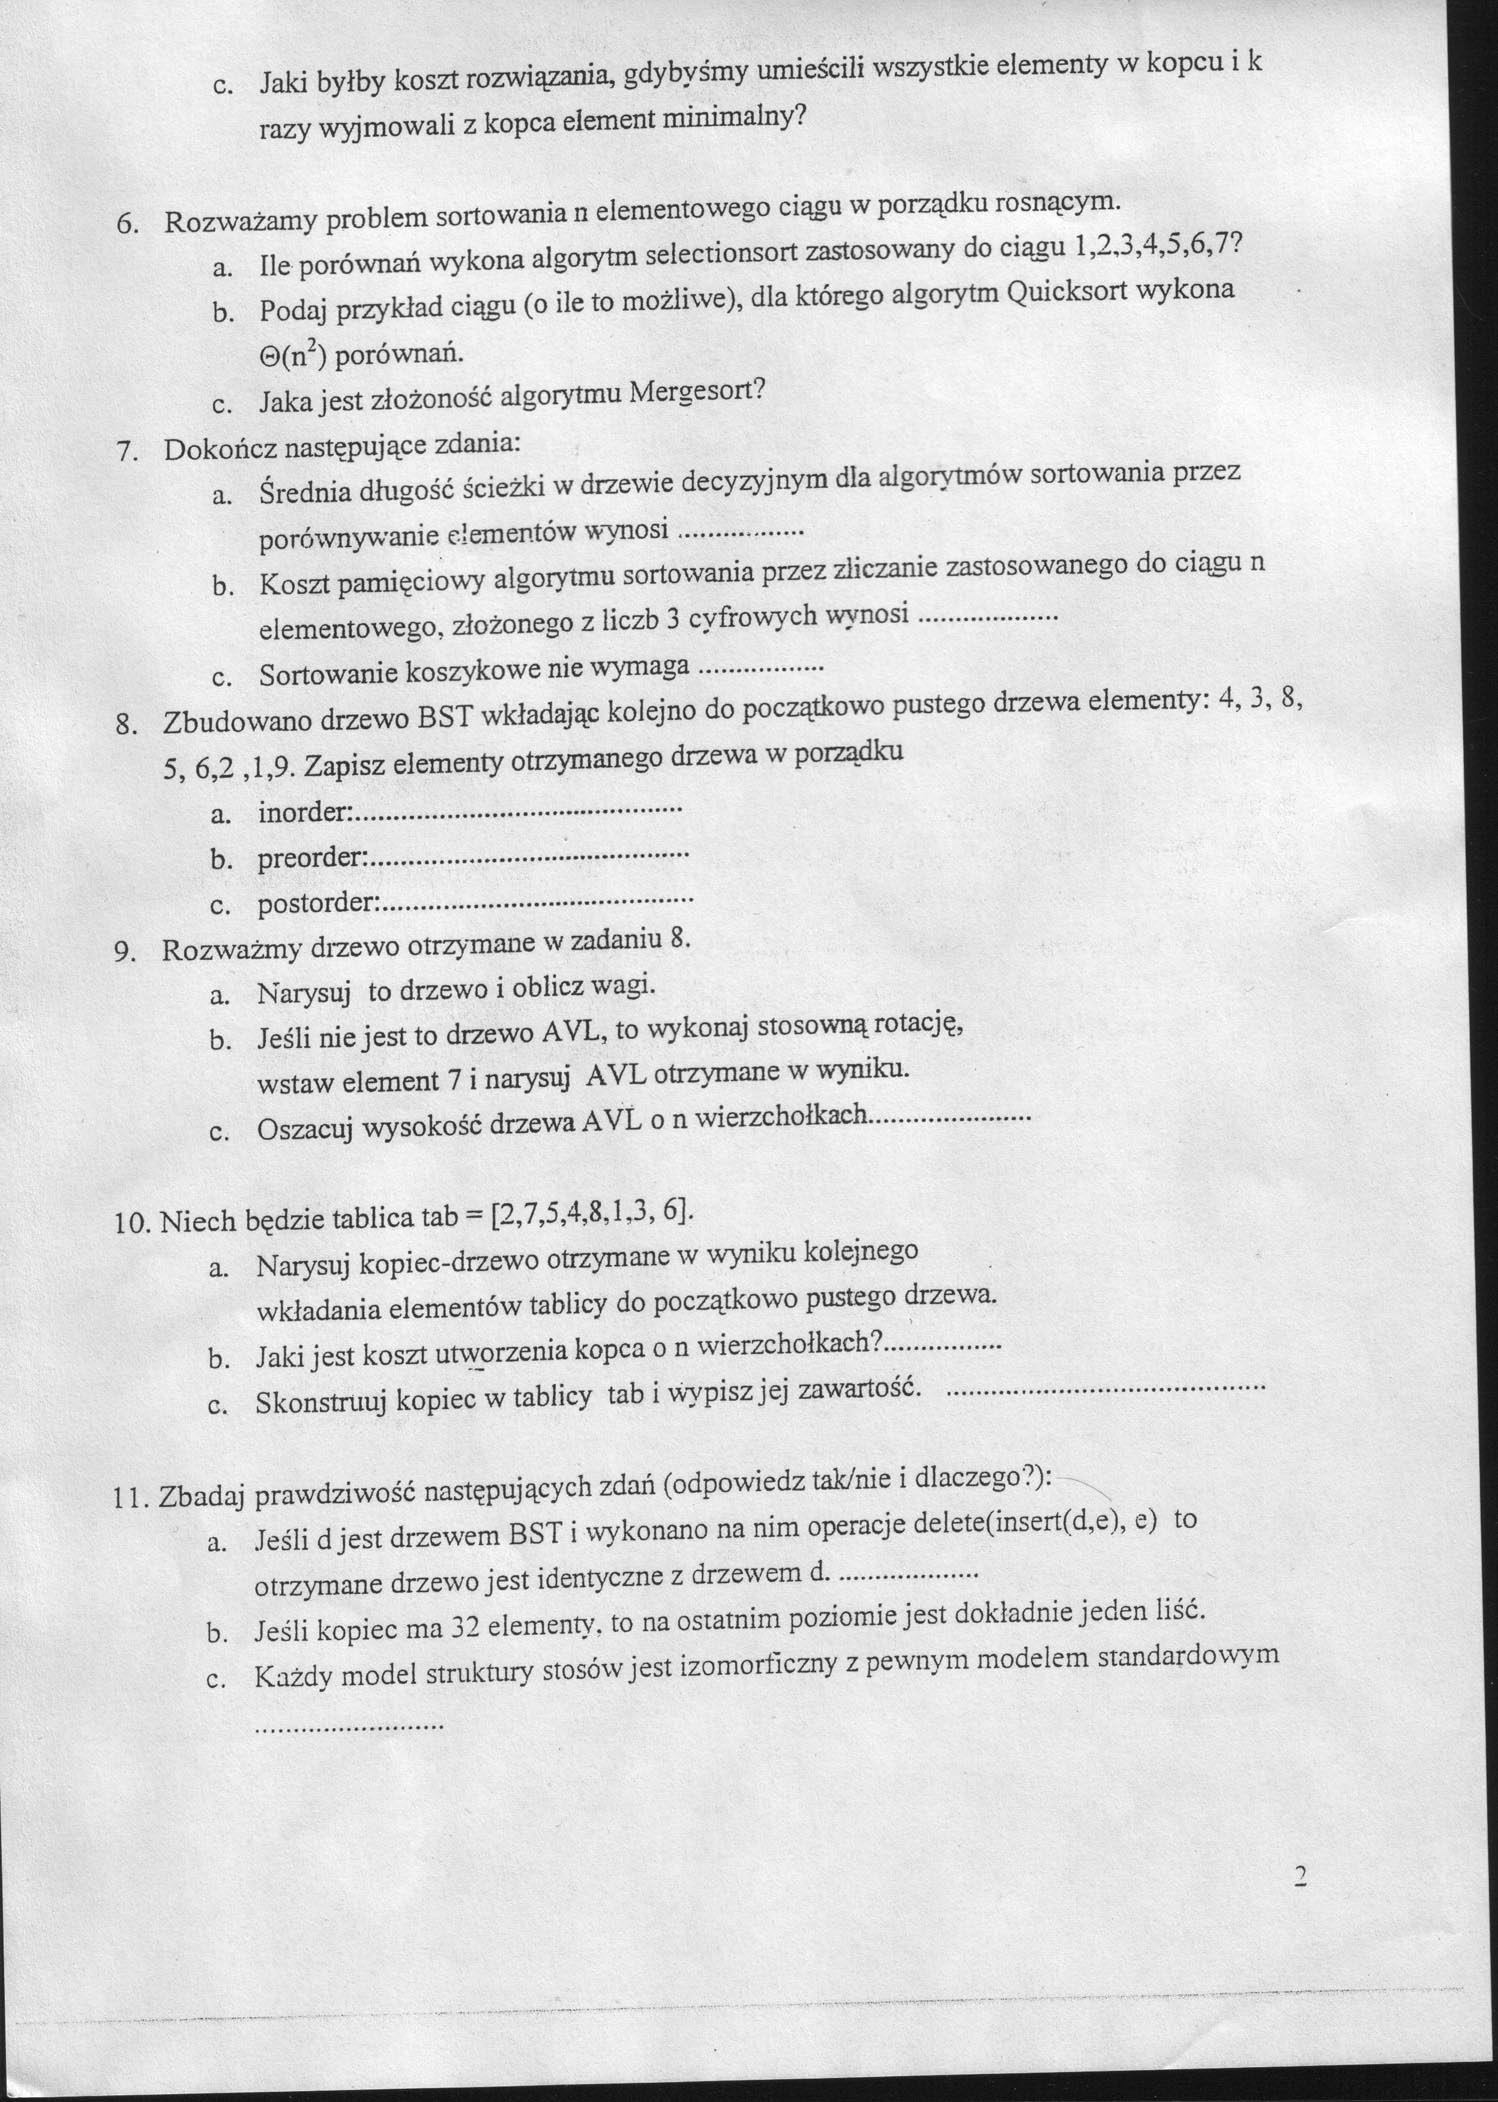 c. Jaki byłby koszt rozwiązania, gdybyśmy umieścili wszystkie elementy w kopcu i k
razy wyjmowali z kopca element minimalny?
6. Rozważamy problem sortowania n elementowego ciągu w porządku rosnącym.
a. Ile porównań wykona algorytm selectionsort zastosowany do ciągu 1,2,3,4,5,6,7?
b. Podaj przykład ciągu (o ile to możliwe), dla którego algorytm Quicksort wykona
Θ(n²) porównań.
c. Jaka jest złożoność algorytmu Mergesort?
7. Dokończ następujące zdania:
a. Średnia długość ścieżki w drzewie decyzyjnym dla algorytmów sortowania przez
porównywanie elementów wynosi ..................
b. Koszt pamięciowy algorytmu sortowania przez zliczanie zastosowanego do ciągu n
elementowego, złożonego z liczb 3 cyfrowych wynosi ....................
c. Sortowanie koszykowe nie wymaga ..................
8. Zbudowano drzewo BST wkładając kolejno do początkowo pustego drzewa elementy: 4, 3, 8,
5, 6,2 ,1,9. Zapisz elementy otrzymanego drzewa w porządku
a. inorder:................................................
b. preorder:...............................................
c. postorder:..............................................
9. Rozważmy drzewo otrzymane w zadaniu 8.
a. Narysuj to drzewo i oblicz wagi.
b. Jeśli nie jest to drzewo AVL, to wykonaj stosowną rotację,
wstaw element 7 i narysuj AVL otrzymane w wyniku.
c. Oszacuj wysokość drzewa AVL o n wierzchołkach.......................
10. Niech będzie tablica tab = [2,7,5,4,8,1,3, 6].
a. Narysuj kopiec-drzewo otrzymane w wyniku kolejnego
wkładania elementów tablicy do początkowo pustego drzewa.
b. Jaki jest koszt utworzenia kopca o n wierzchołkach?.................
c. Skonstruuj kopiec w tablicy tab i wypisz jej zawartość. ..............................................
11. Zbadaj prawdziwość następujących zdań (odpowiedz tak/nie i dlaczego?):
a. Jeśli d jest drzewem BST i wykonano na nim operacje delete(insert(d,e), e) to
otrzymane drzewo jest identyczne z drzewem d. ....................
b. Jeśli kopiec ma 32 elementy, to na ostatnim poziomie jest dokładnie jeden liść.
c. Każdy model struktury stosów jest izomorficzny z pewnym modelem standardowym
..........................
2